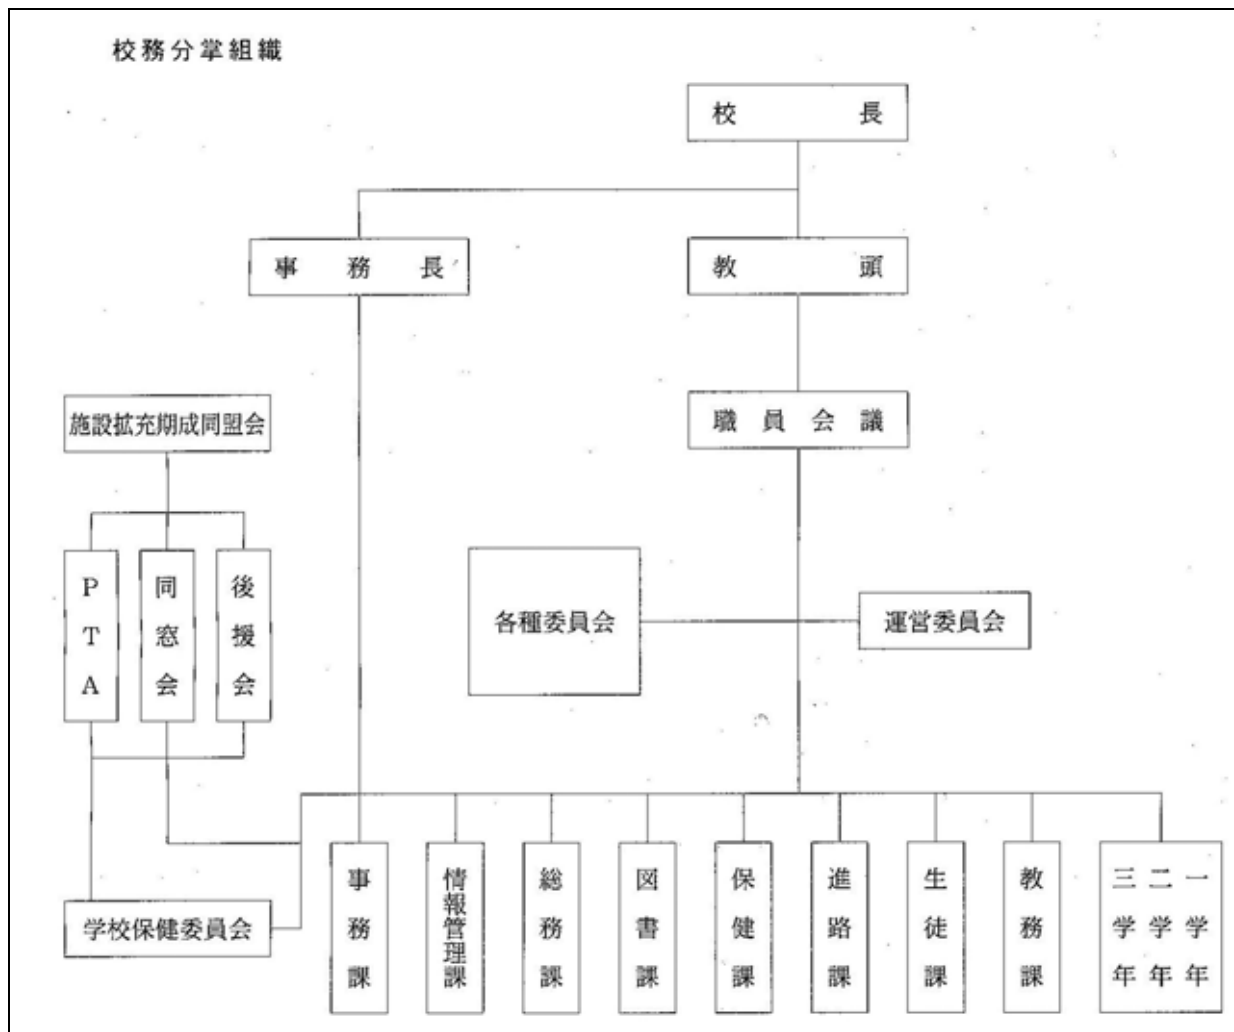 校務分掌組織
校長
事務長
教頭
施設拡充期成同盟会
職員会議
PTA
同窓会
後援会
各種委員会
運営委員会
学校保健委員会
事務課
情報管理課
総務課
図書課
保健課
進路課
生徒課
教務課
一学年
二学年
三学年